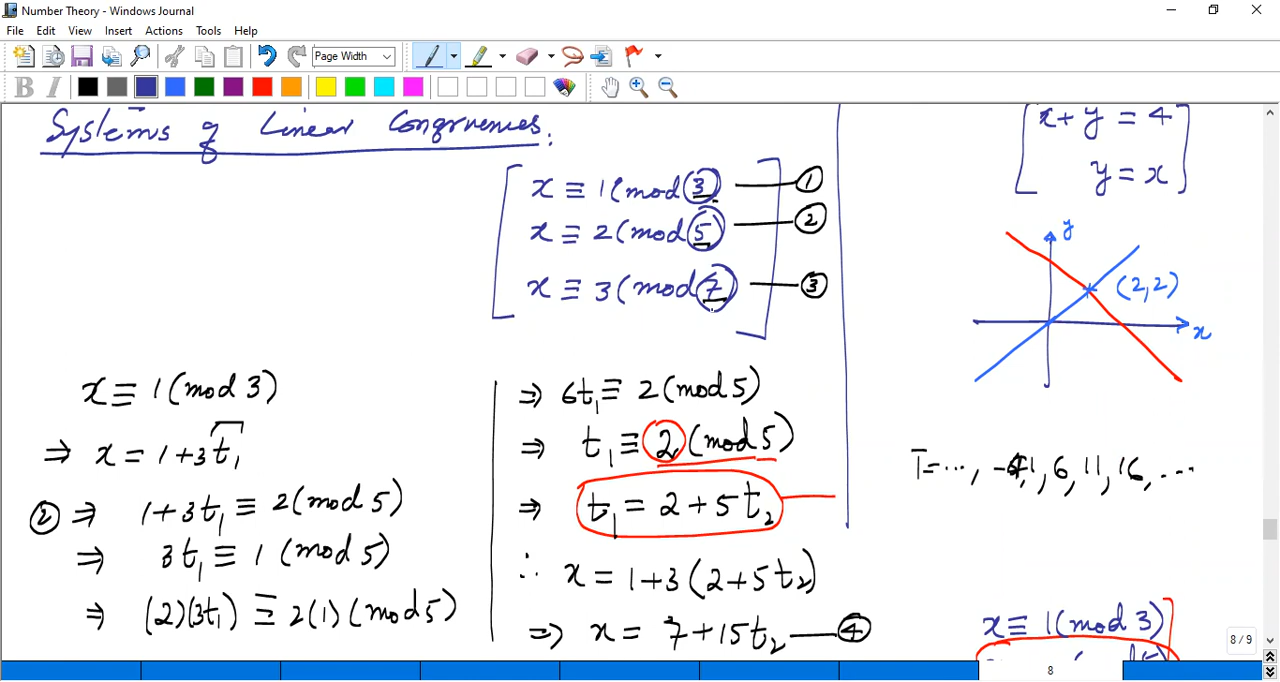 Number Theory - Windows Journal
File Edit View Insert Actions Tools Help
Page Width
B I
Systems of Linear Congruences.
x ≡ 1(mod 3 — ①
x ≡ 2(mod 5) — ②
x ≡ 3(mod 7) — ③
x ≡ 1(mod 3)
⇒ x = 1+3t₁
② ⇒ 1+3t₁ ≡ 2(mod 5)
⇒ 3t₁ ≡ 1 (mod 5)
⇒ (2)(3t₁) ≡ 2(1)(mod 5)
⇒ 6t₁ ≡ 2(mod 5)
⇒ t₁ ≡ 2(mod 5)
⇒ t₁ = 2+5t₂
∴ x = 1+3(2+5t₂)
⇒ x = 7+15t₂ — ④
x+y = 4
y = x
y
(2,2)
x
6, 11, 16, ...
x ≡ 1(mod 3)
8 / 9
8